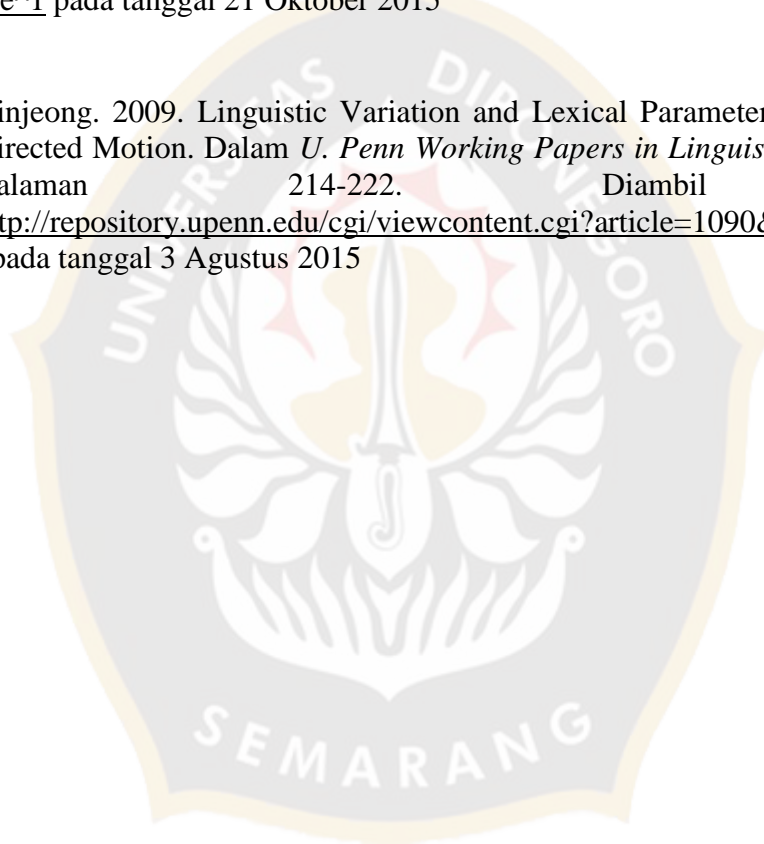 e~1 pada tanggal 21 Oktober 2015
injeong. 2009. Linguistic Variation and Lexical Parameter
irected Motion. Dalam U. Penn Working Papers in Linguis
alaman 214-222. Diambil
tp://repository.upenn.edu/cgi/viewcontent.cgi?article=1090&
pada tanggal 3 Agustus 2015
UNIVERSITAS DIPONEGORO
SEMARANG